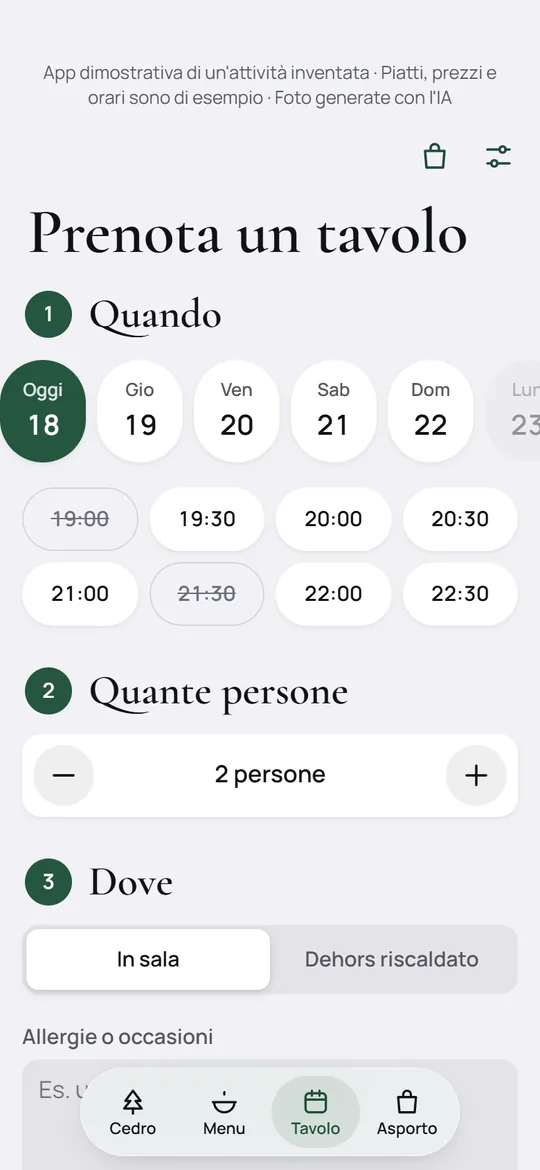 App dimostrativa di un'attività inventata · Piatti, prezzi e
orari sono di esempio · Foto generate con l'IA
Prenota un tavolo
1 Quando
Oggi Gio Ven Sab Dom Lun
18 19 20 21 22 23
19:00 19:30 20:00 20:30
21:00 21:30 22:00 22:30
2 Quante persone
2 persone
3 Dove
In sala Dehors riscaldato
Allergie o occasioni
Es.
Cedro Menu Tavolo Asporto